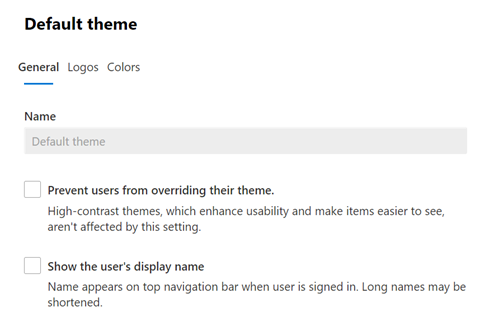 Default theme
General Logos Colors
Name
Default theme
Prevent users from overriding their theme.
High-contrast themes, which enhance usability and make items easier to see,
aren't affected by this setting.
Show the user's display name
Name appears on top navigation bar when user is signed in. Long names may be
shortened.